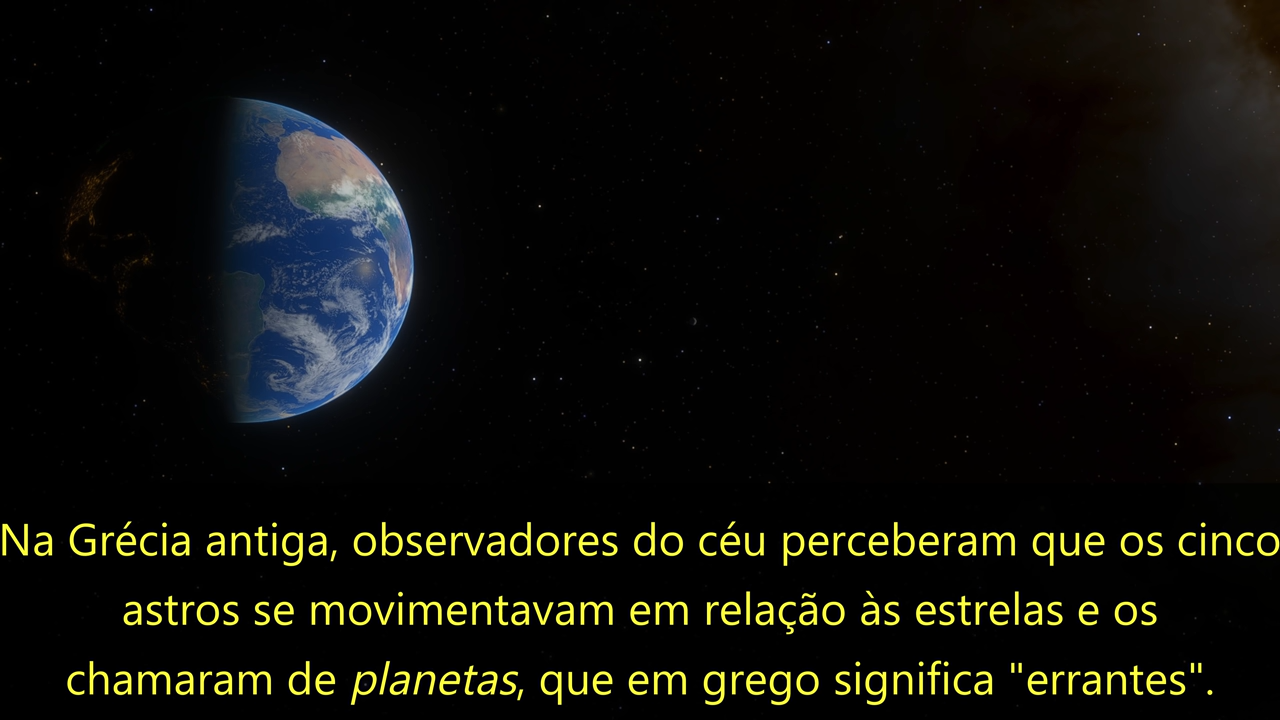 Na Grécia antiga, observadores do céu perceberam que os cinco
astros se movimentavam em relação às estrelas e os
chamaram de planetas, que em grego significa "errantes".